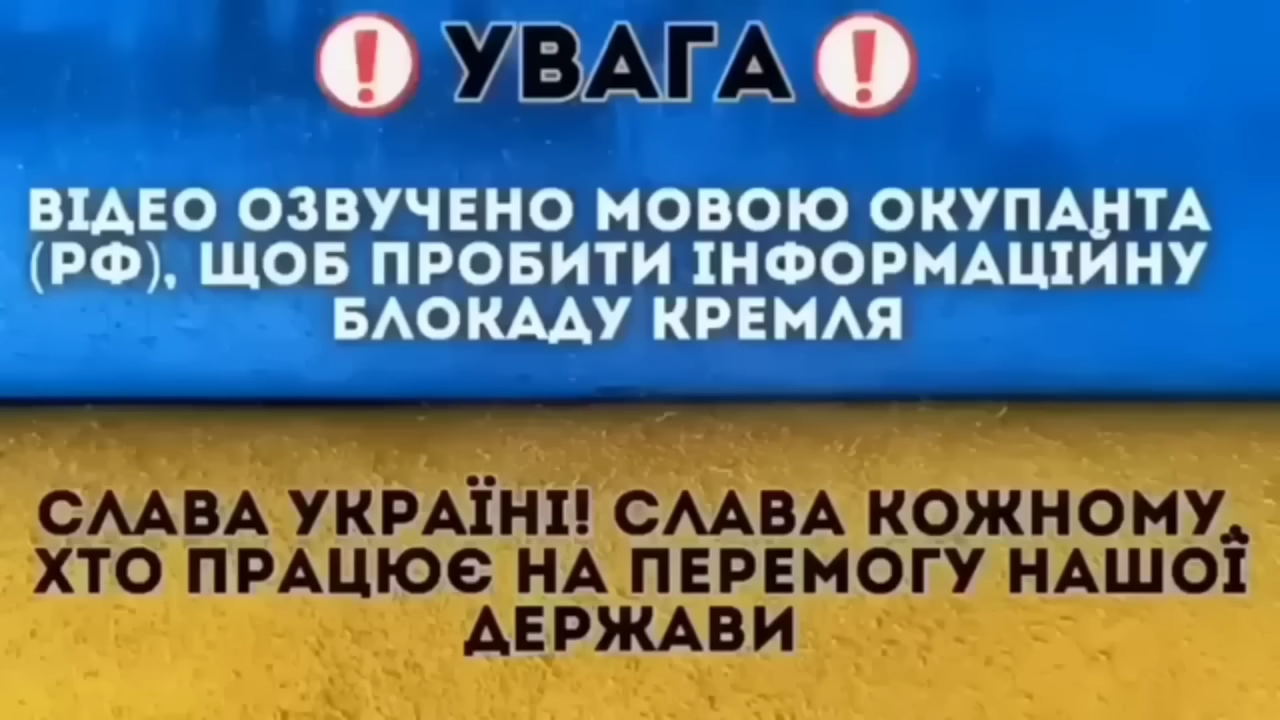 УВАГА
ВІДЕО ОЗВУЧЕНО МОВОЮ ОКУПАНТА
(РФ), ЩОБ ПРОБИТИ ІНФОРМАЦІЙНУ
БЛОКАДУ КРЕМЛЯ
СЛАВА УКРАЇНІ! СЛАВА КОЖНОМУ,
ХТО ПРАЦЮЄ НА ПЕРЕМОГУ НАШОЇ
ДЕРЖАВИ